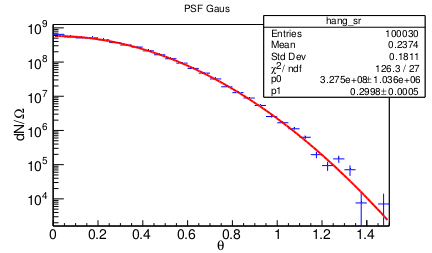 PSF Gaus
hang_sr
Entries 100030
Mean 0.2374
Std Dev 0.1811
χ² / ndf 126.3 / 27
p0 3.275e+08±1.036e+06
p1 0.2998±0.0005
dN/Ω
10⁹
10⁸
10⁷
10⁶
10⁵
10⁴
0 0.2 0.4 0.6 0.8 1 1.2 1.4
θ